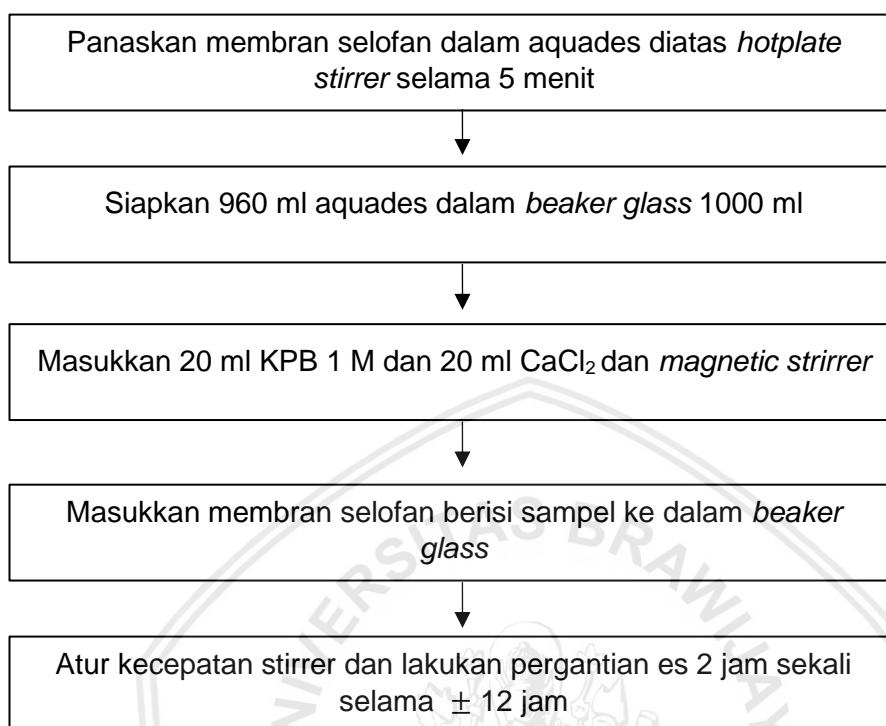 Panaskan membran selofan dalam aquades diatas hotplate
stirrer selama 5 menit
Siapkan 960 ml aquades dalam beaker glass 1000 ml
Masukkan 20 ml KPB 1 M dan 20 ml CaCl₂ dan magnetic strirrer
Masukkan membran selofan berisi sampel ke dalam beaker
glass
Atur kecepatan stirrer dan lakukan pergantian es 2 jam sekali
selama ± 12 jam